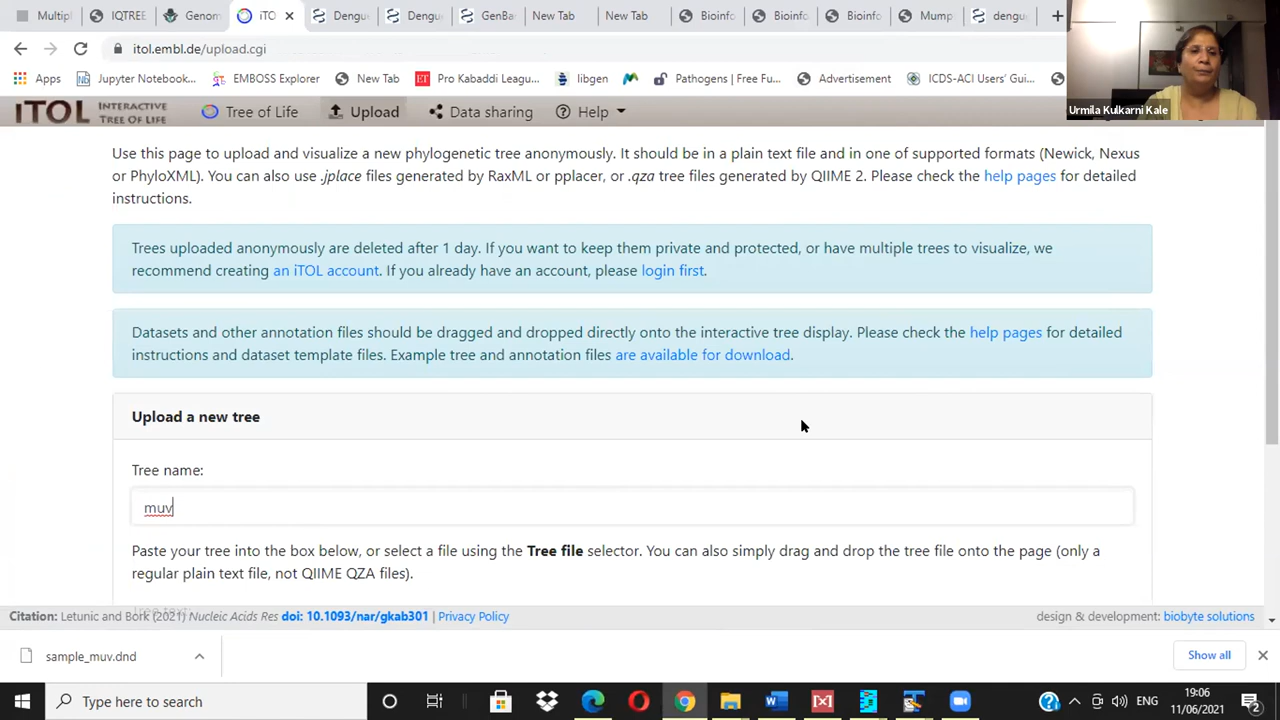 Multipl
IQTREE
Genom
iTO
Dengu
Dengu
GenBa
New Tab
New Tab
Bioinf
Bioinf
Bioinf
Mump
dengu
itol.embl.de/upload.cgi
Apps
Jupyter Notebook...
EMBOSS Explorer
New Tab
Pro Kabaddi Leagu...
libgen
Pathogens | Free Fu...
Advertisement
ICDS-ACI Users' Gui...
Urmila Kulkarni Kale
iTOL INTERACTIVE TREE OF LIFE
Tree of Life
Upload
Data sharing
Help
Use this page to upload and visualize a new phylogenetic tree anonymously. It should be in a plain text file and in one of supported formats (Newick, Nexus
or PhyloXML). You can also use .jplace files generated by RaxML or pplacer, or .qza tree files generated by QIIME 2. Please check the help pages for detailed
instructions.
Trees uploaded anonymously are deleted after 1 day. If you want to keep them private and protected, or have multiple trees to visualize, we
recommend creating an iTOL account. If you already have an account, please login first.
Datasets and other annotation files should be dragged and dropped directly onto the interactive tree display. Please check the help pages for detailed
instructions and dataset template files. Example tree and annotation files are available for download.
Upload a new tree
Tree name:
muv
Paste your tree into the box below, or select a file using the Tree file selector. You can also simply drag and drop the tree file onto the page (only a
regular plain text file, not QIIME QZA files).
Tree text:
Citation: Letunic and Bork (2021) Nucleic Acids Res doi: 10.1093/nar/gkab301 | Privacy Policy
design & development: biobyte solutions
sample_muv.dnd
Show all
Type here to search
ENG
19:06
11/06/2021
2